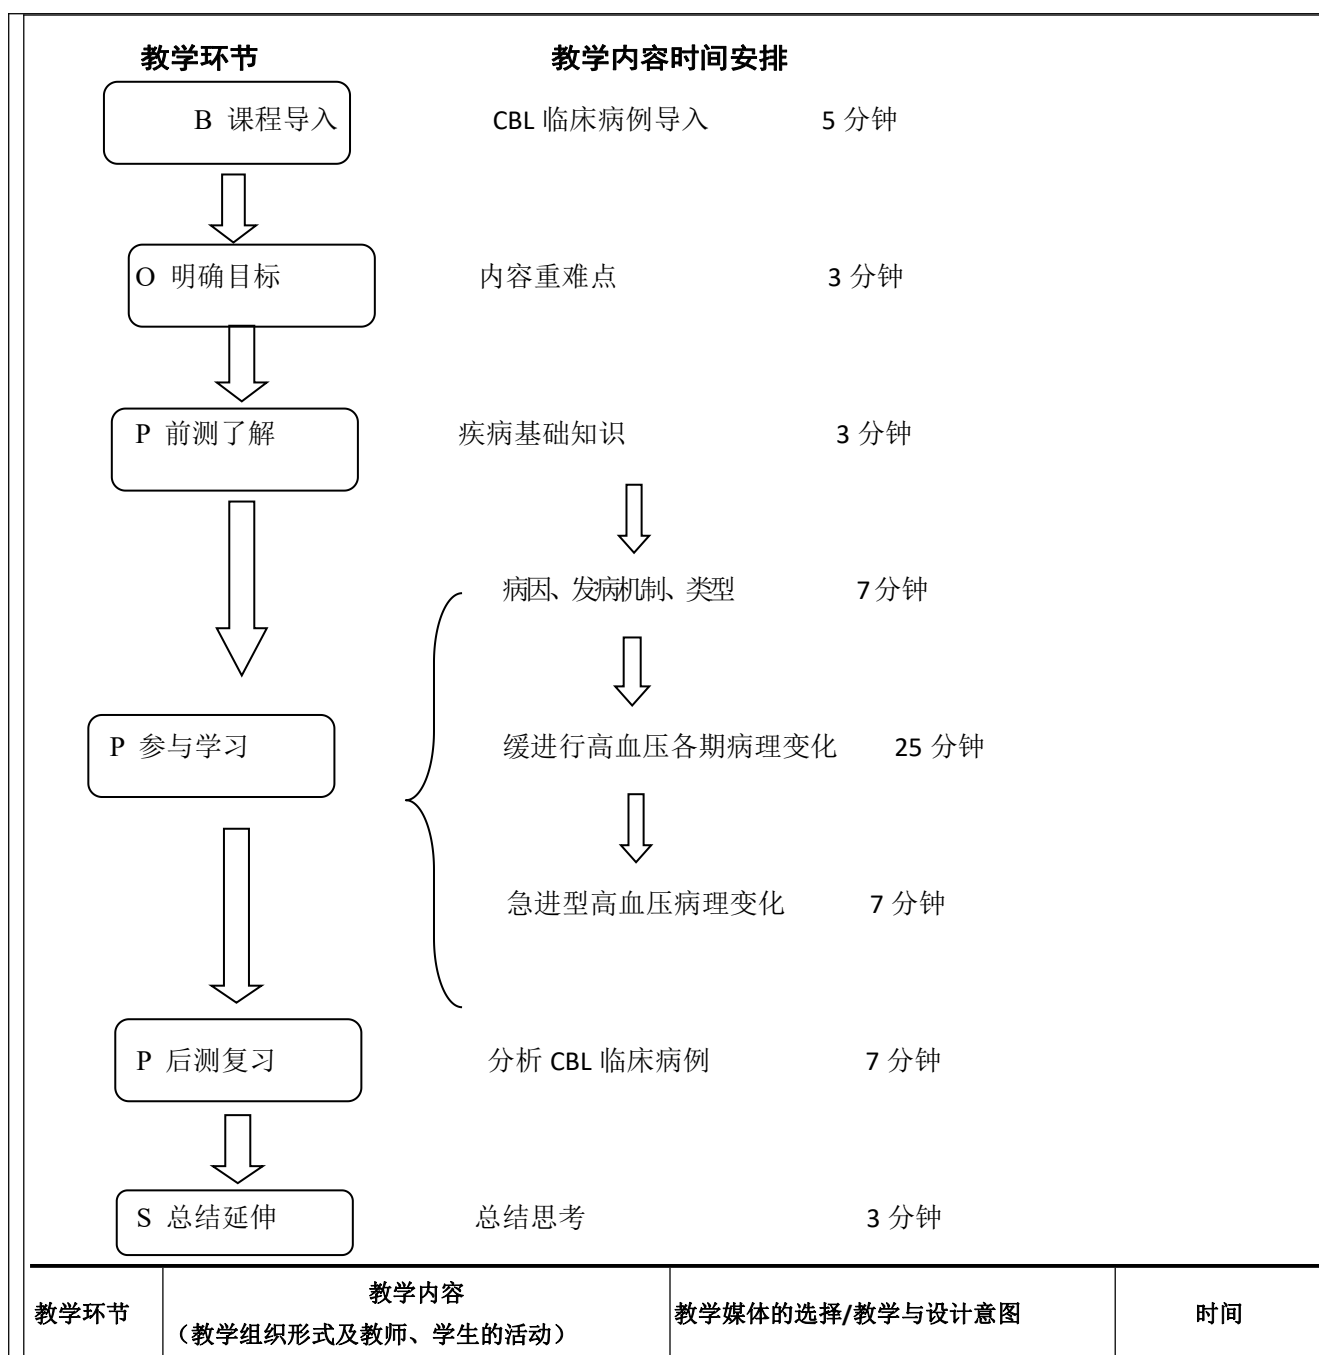 教学环节 教学内容时间安排
B 课程导入 CBL 临床病例导入 5 分钟
O 明确目标 内容重难点 3 分钟
P 前测了解 疾病基础知识 3 分钟
病因、发病机制、类型 7 分钟
P 参与学习 缓进行高血压各期病理变化 25 分钟
急进型高血压病理变化 7 分钟
P 后测复习 分析 CBL 临床病例 7 分钟
S 总结延伸 总结思考 3 分钟
教学环节
教学内容
（教学组织形式及教师、学生的活动）
教学媒体的选择/教学与设计意图
时间